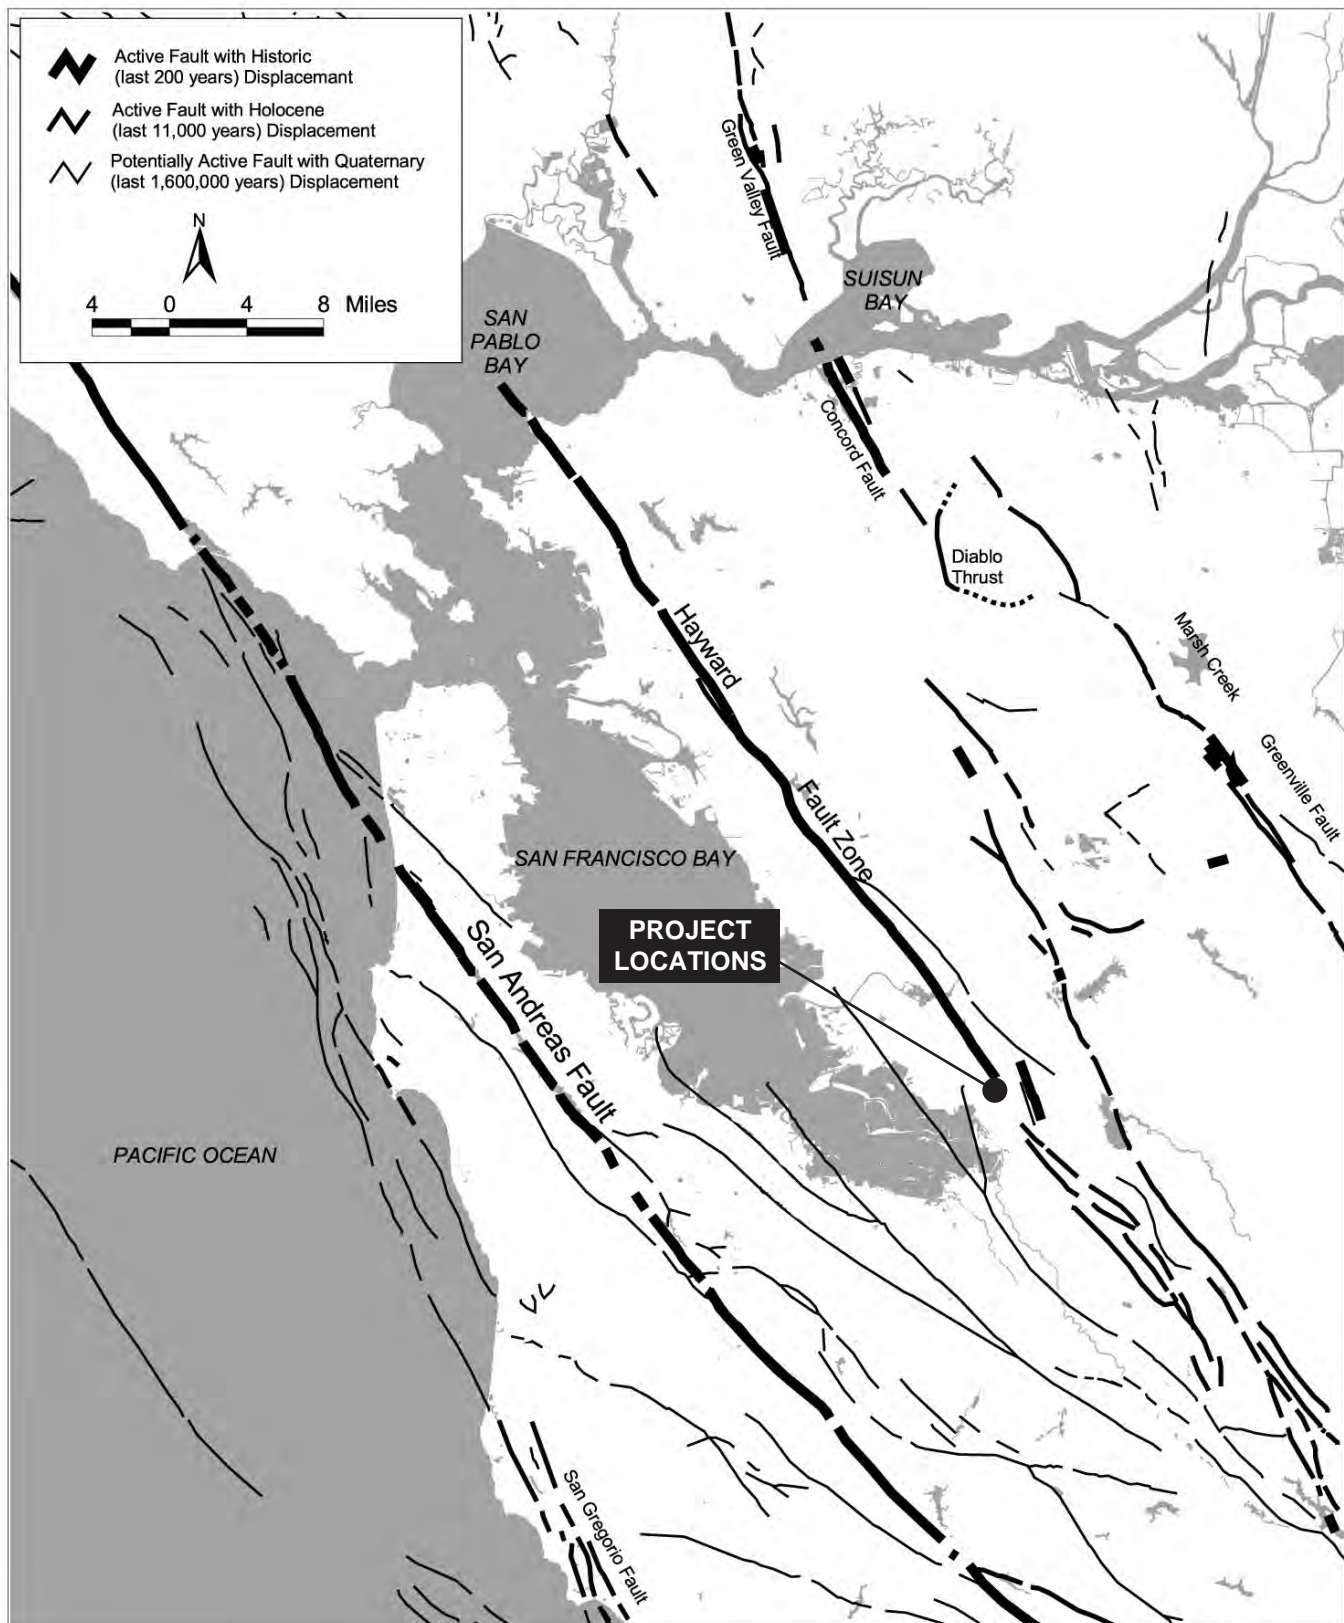 Active Fault with Historic
(last 200 years) Displacemant
Active Fault with Holocene
(last 11,000 years) Displacement
Potentially Active Fault with Quaternary
(last 1,600,000 years) Displacement
N
4 0 4 8 Miles
Green Valley Fault
SUISUN
BAY
SAN
PABLO
BAY
Concord Fault
Diablo
Thrust
Hayward
Marsh Creek
Greenville Fault
Fault Zone
SAN FRANCISCO BAY
PROJECT
LOCATIONS
San Andreas Fault
PACIFIC OCEAN
San Gregorio Fault